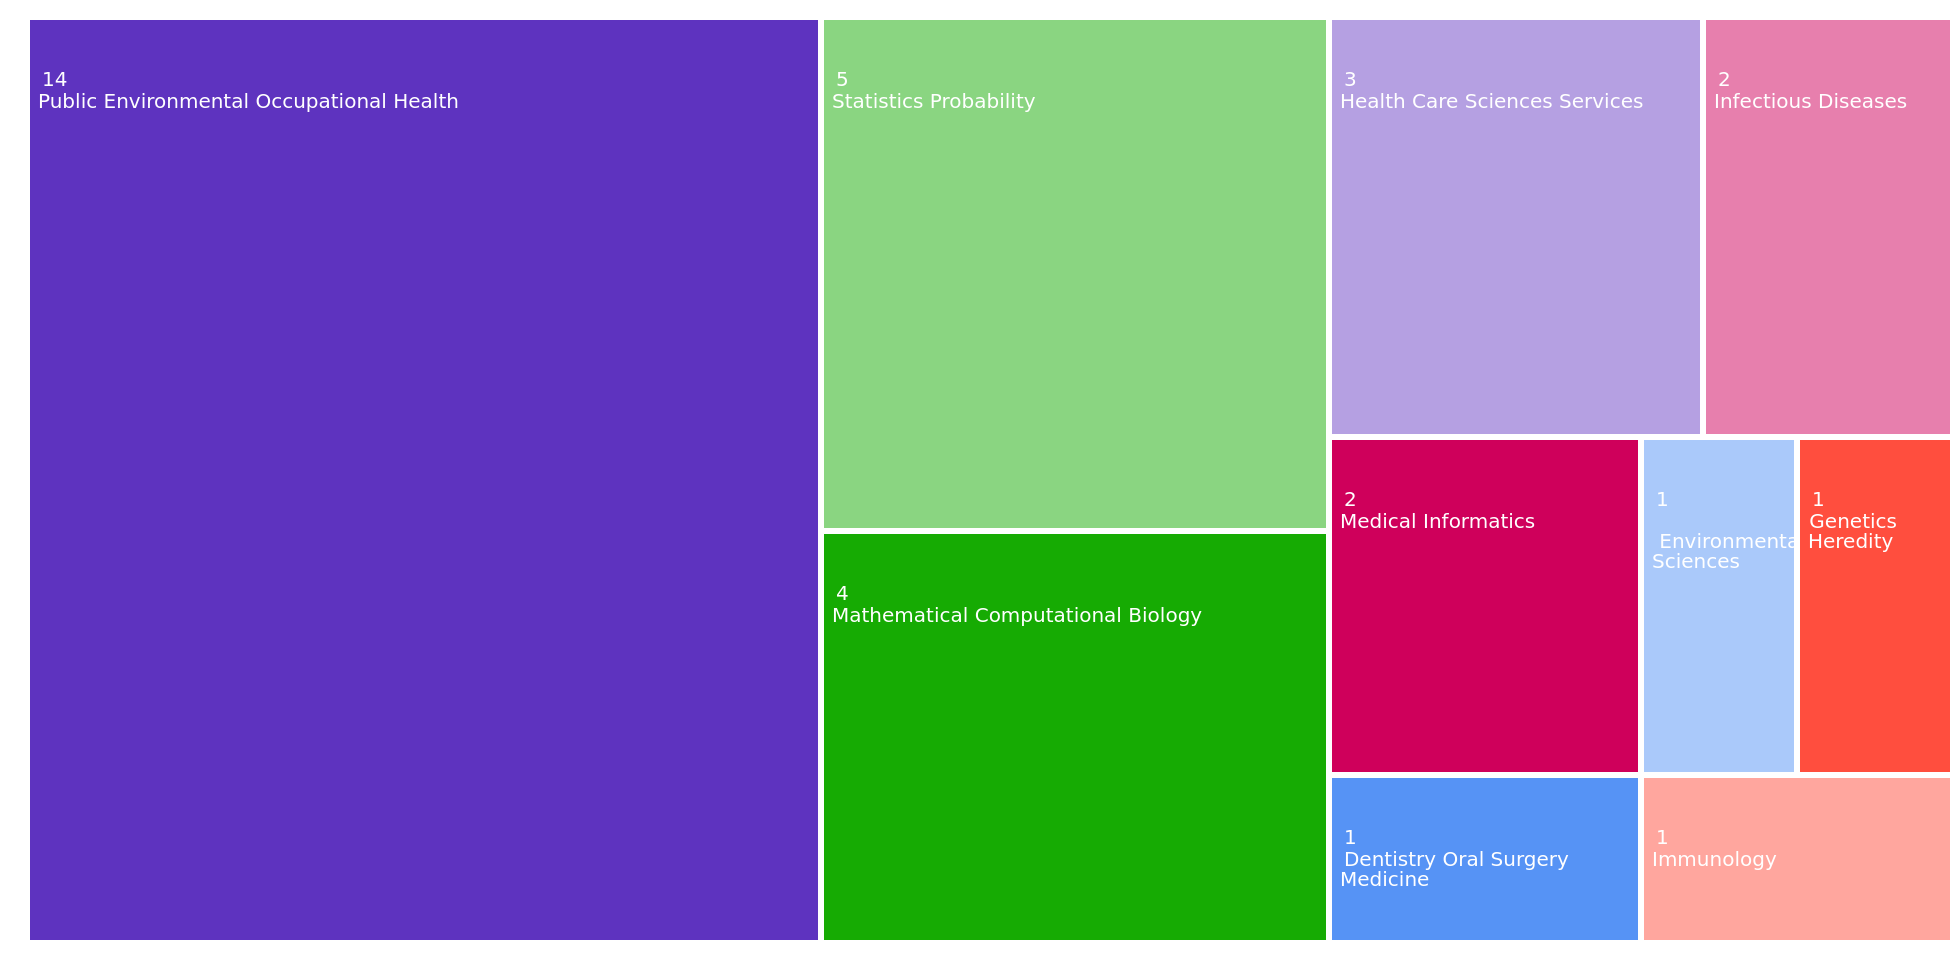 14
Public Environmental Occupational Health
5
Statistics Probability
4
Mathematical Computational Biology
3
Health Care Sciences Services
2
Infectious Diseases
2
Medical Informatics
1
Environmenta
Sciences
1
Genetics
Heredity
1
Dentistry Oral Surgery
Medicine
1
Immunology